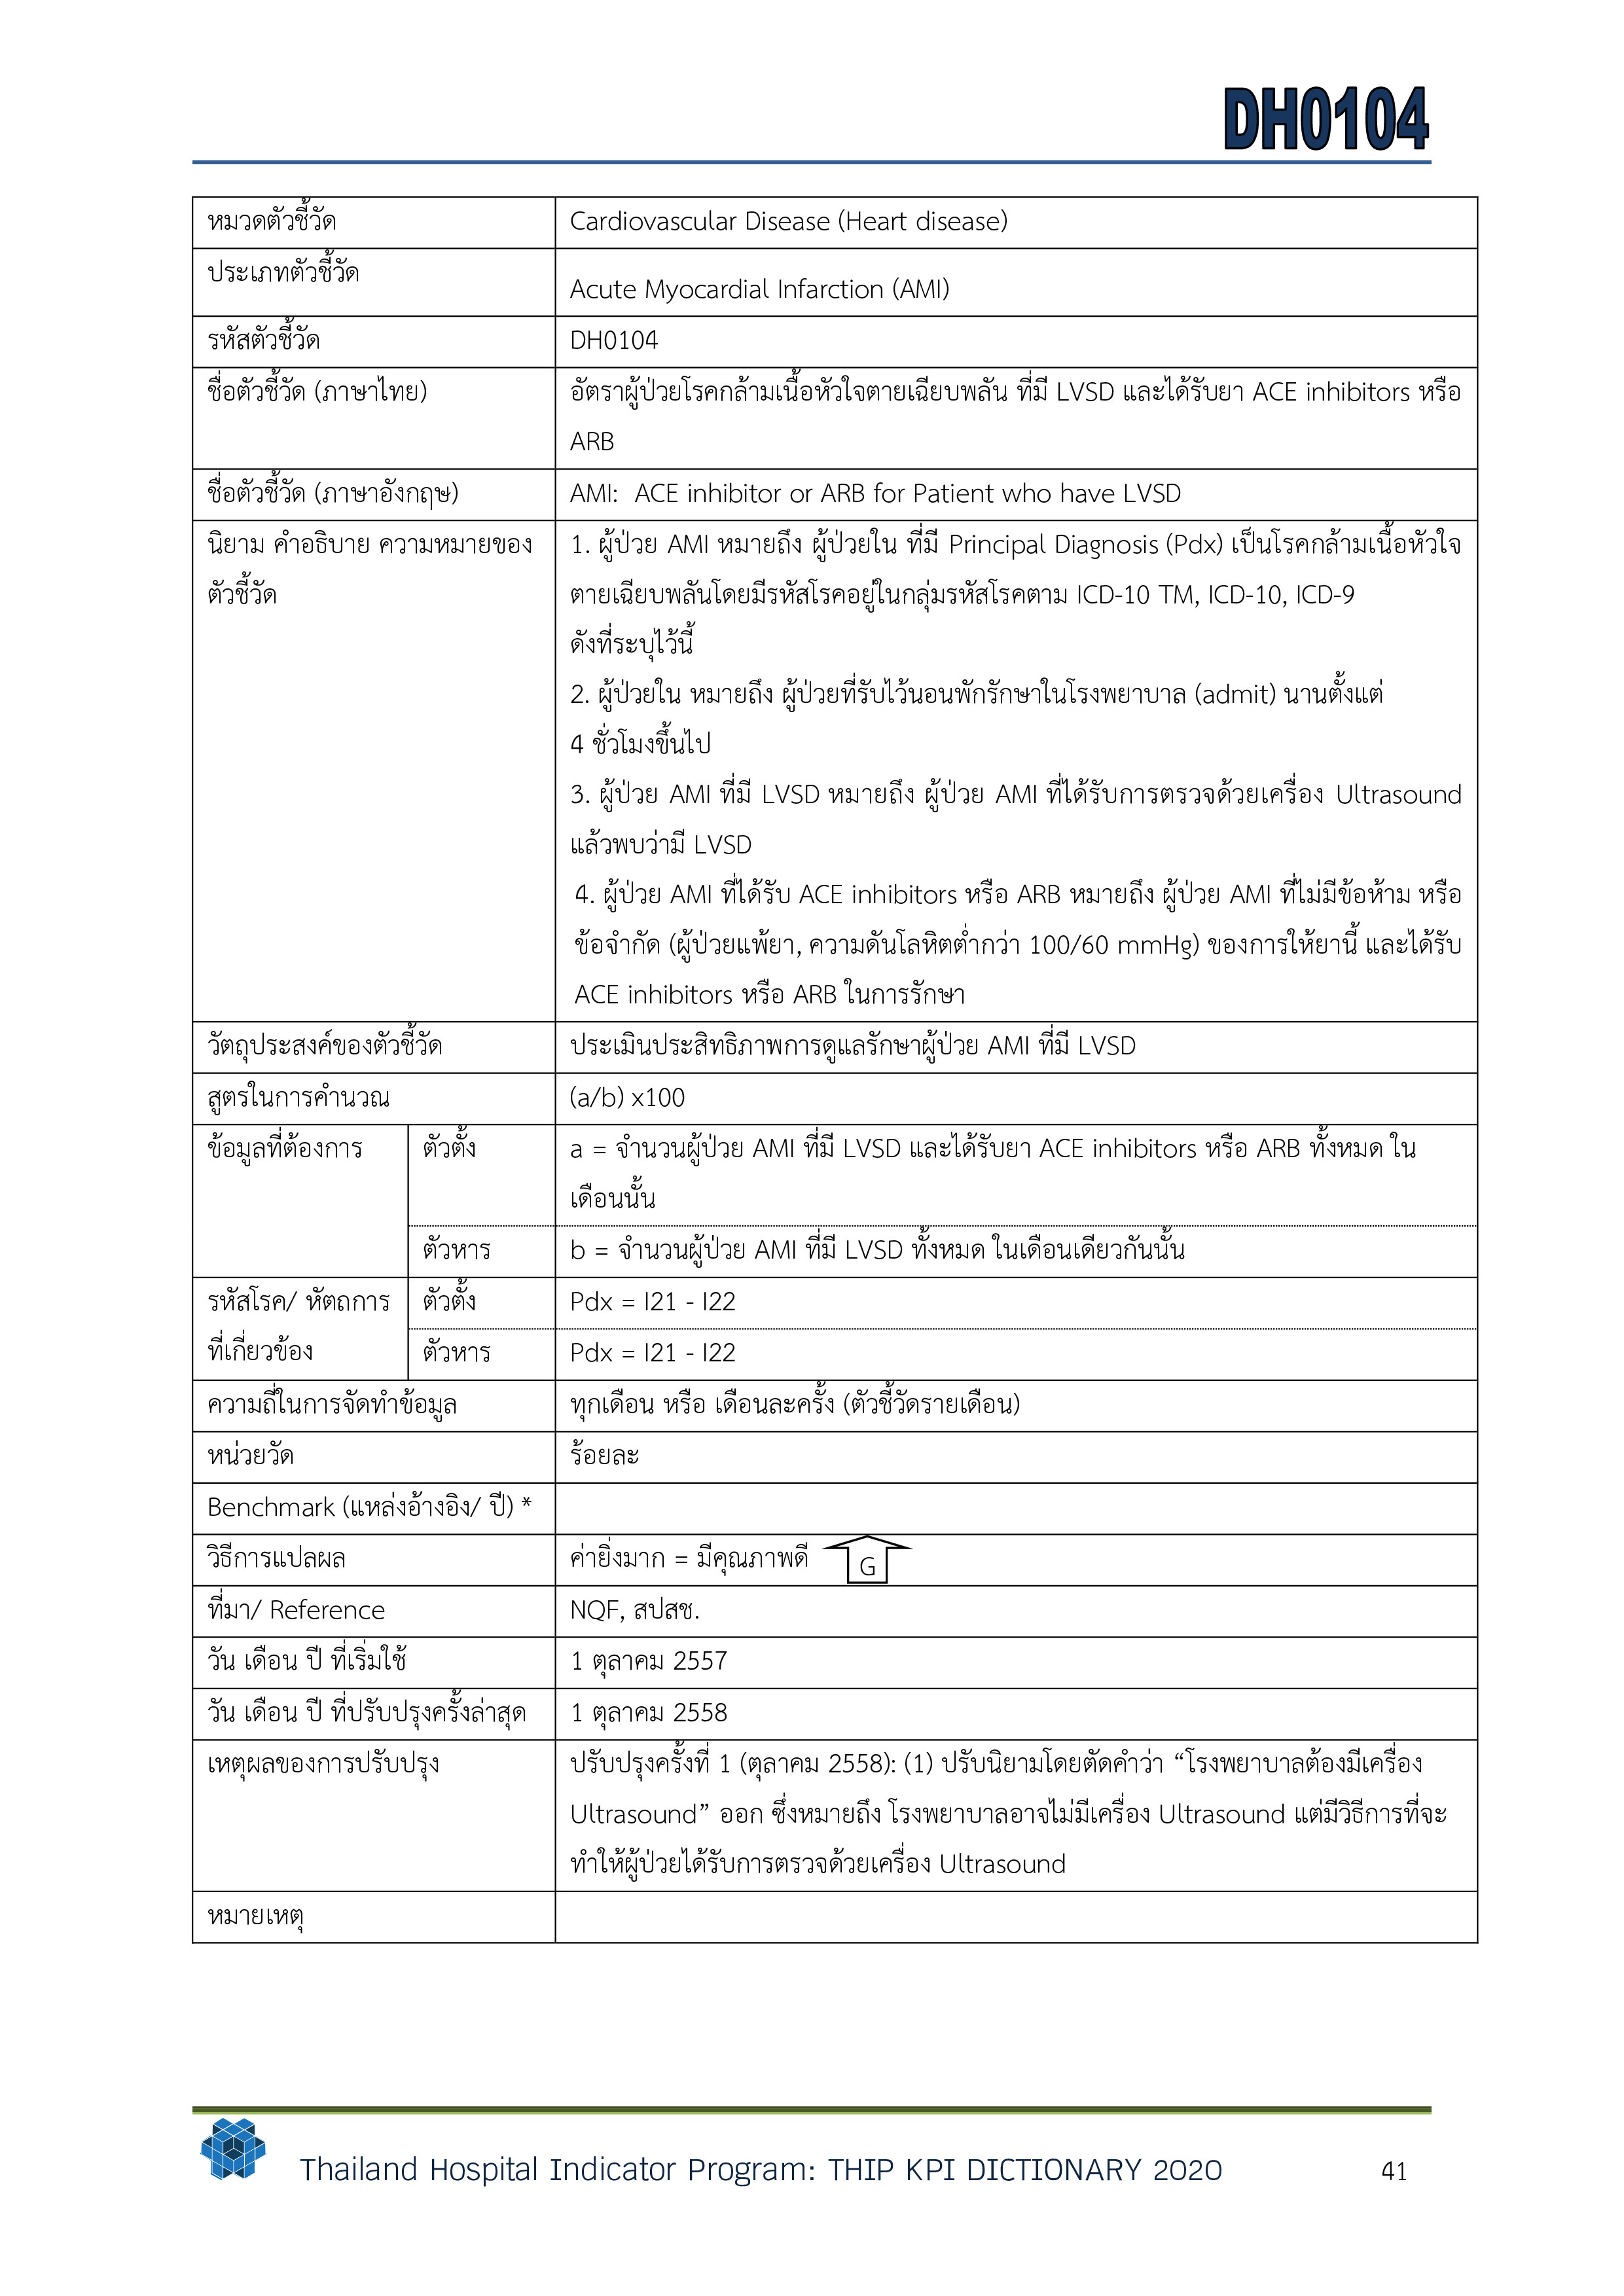 DH0104
หมวดตัวชี้วัด
Cardiovascular Disease (Heart disease)
ประเภทตัวชี้วัด
Acute Myocardial Infarction (AMI)
รหัสตัวชี้วัด
DH0104
ชื่อตัวชี้วัด (ภาษาไทย)
อัตราผู้ป่วยโรคกล้ามเนื้อหัวใจตายเฉียบพลัน ที่มี LVSD และได้รับยา ACE inhibitors หรือ
ARB
ชื่อตัวชี้วัด (ภาษาอังกฤษ)
AMI: ACE inhibitor or ARB for Patient who have LVSD
นิยาม คำอธิบาย ความหมายของ
ตัวชี้วัด
1. ผู้ป่วย AMI หมายถึง ผู้ป่วยใน ที่มี Principal Diagnosis (Pdx) เป็นโรคกล้ามเนื้อหัวใจ
ตายเฉียบพลันโดยมีรหัสโรคอยู่ในกลุ่มรหัสโรคตาม ICD-10 TM, ICD-10, ICD-9
ดังที่ระบุไว้นี้
2. ผู้ป่วยใน หมายถึง ผู้ป่วยที่รับไว้นอนพักรักษาในโรงพยาบาล (admit) นานตั้งแต่
4 ชั่วโมงขึ้นไป
3. ผู้ป่วย AMI ที่มี LVSD หมายถึง ผู้ป่วย AMI ที่ได้รับการตรวจด้วยเครื่อง Ultrasound
แล้วพบว่ามี LVSD
4. ผู้ป่วย AMI ที่ได้รับ ACE inhibitors หรือ ARB หมายถึง ผู้ป่วย AMI ที่ไม่มีข้อห้าม หรือ
ข้อจำกัด (ผู้ป่วยแพ้ยา, ความดันโลหิตต่ำกว่า 100/60 mmHg) ของการให้ยานี้ และได้รับ
ACE inhibitors หรือ ARB ในการรักษา
วัตถุประสงค์ของตัวชี้วัด
ประเมินประสิทธิภาพการดูแลรักษาผู้ป่วย AMI ที่มี LVSD
สูตรในการคำนวณ
(a/b) x100
ข้อมูลที่ต้องการ
ตัวตั้ง
a = จำนวนผู้ป่วย AMI ที่มี LVSD และได้รับยา ACE inhibitors หรือ ARB ทั้งหมด ใน
เดือนนั้น
ตัวหาร
b = จำนวนผู้ป่วย AMI ที่มี LVSD ทั้งหมด ในเดือนเดียวกันนั้น
รหัสโรค/ หัตถการ
ที่เกี่ยวข้อง
ตัวตั้ง
Pdx = I21 - I22
ตัวหาร
Pdx = I21 - I22
ความถี่ในการจัดทำข้อมูล
ทุกเดือน หรือ เดือนละครั้ง (ตัวชี้วัดรายเดือน)
หน่วยวัด
ร้อยละ
Benchmark (แหล่งอ้างอิง/ ปี) *
วิธีการแปลผล
ค่ายิ่งมาก = มีคุณภาพดี
G
ที่มา/ Reference
NQF, สปสช.
วัน เดือน ปี ที่เริ่มใช้
1 ตุลาคม 2557
วัน เดือน ปี ที่ปรับปรุงครั้งล่าสุด
1 ตุลาคม 2558
เหตุผลของการปรับปรุง
ปรับปรุงครั้งที่ 1 (ตุลาคม 2558): (1) ปรับนิยามโดยตัดคำว่า “โรงพยาบาลต้องมีเครื่อง
Ultrasound” ออก ซึ่งหมายถึง โรงพยาบาลอาจไม่มีเครื่อง Ultrasound แต่มีวิธีการที่จะ
ทำให้ผู้ป่วยได้รับการตรวจด้วยเครื่อง Ultrasound
หมายเหตุ
Thailand Hospital Indicator Program: THIP KPI DICTIONARY 2020
41